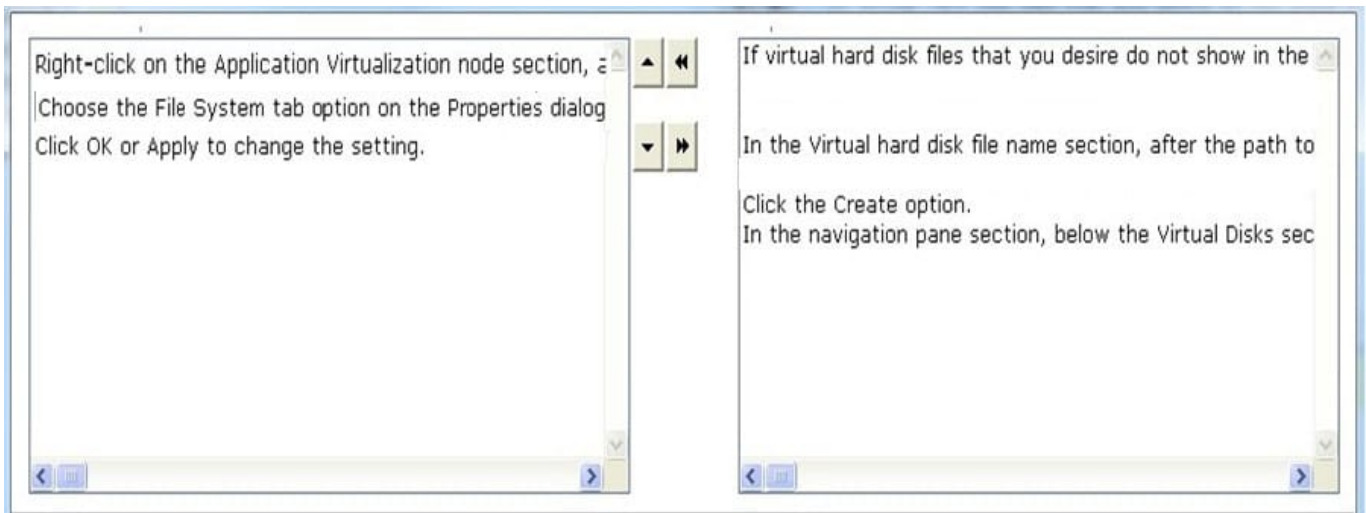 Right-click on the Application Virtualization node section, a
Choose the File System tab option on the Properties dialog
Click OK or Apply to change the setting.
If virtual hard disk files that you desire do not show in the
In the Virtual hard disk file name section, after the path to
Click the Create option.
In the navigation pane section, below the Virtual Disks sec